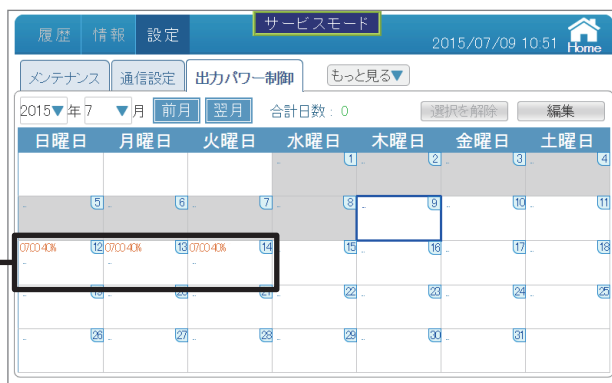 サービスモード
履歴 情報 設定 2015/07/09 10:51 Home
メンテナンス 通信設定 出力パワー制御 もっと見る▼
2015▼年 7 ▼月 前月 翌月 合計日数：0 選択を解除 編集
日曜日 月曜日 火曜日 水曜日 木曜日 金曜日 土曜日
1 2 3 4
5 6 7 8 9 10 11
0700 40% 12 0700 40% 13 0700 40% 14 15 16 17 18
19 20 21 22 23 24 25
26 27 28 29 30 31